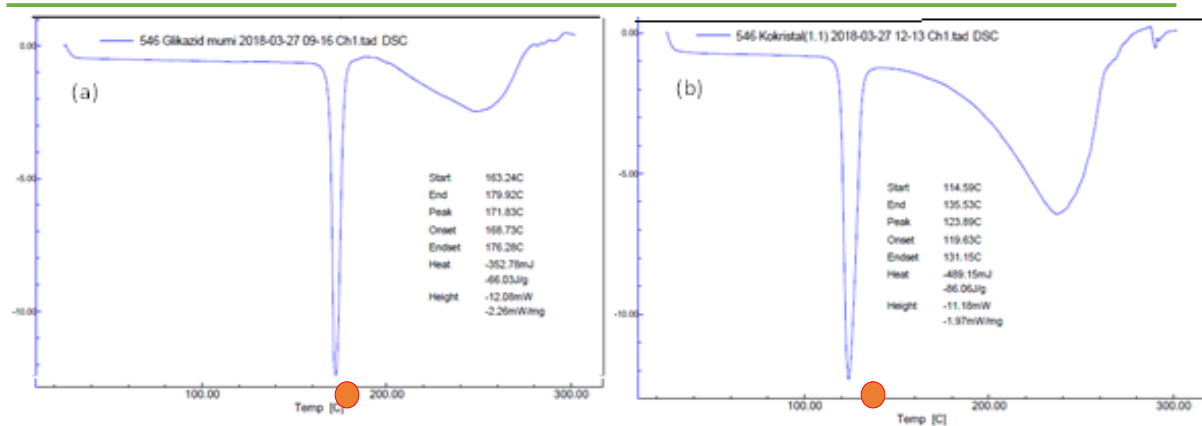 546 Glikazid murni 2018-03-27 09-16 Ch1.tad DSC
0.00
(a)
-5.00
-10.00
Start 163.24C
End 179.92C
Peak 171.83C
Onset 168.73C
Endset 176.28C
Heat -352.78mJ
-66.03J/g
Height -12.08mW
-2.26mW/mg
100.00
200.00
300.00
Temp [C]
546 Kokristal(1.1) 2018-03-27 12-13 Ch1.tad DSC
0.00
(b)
-5.00
-10.00
Start 114.59C
End 135.53C
Peak 123.89C
Onset 119.63C
Endset 131.15C
Heat -489.15mJ
-86.06J/g
Height -11.18mW
-1.97mW/mg
100.00
200.00
300.00
Temp [C]